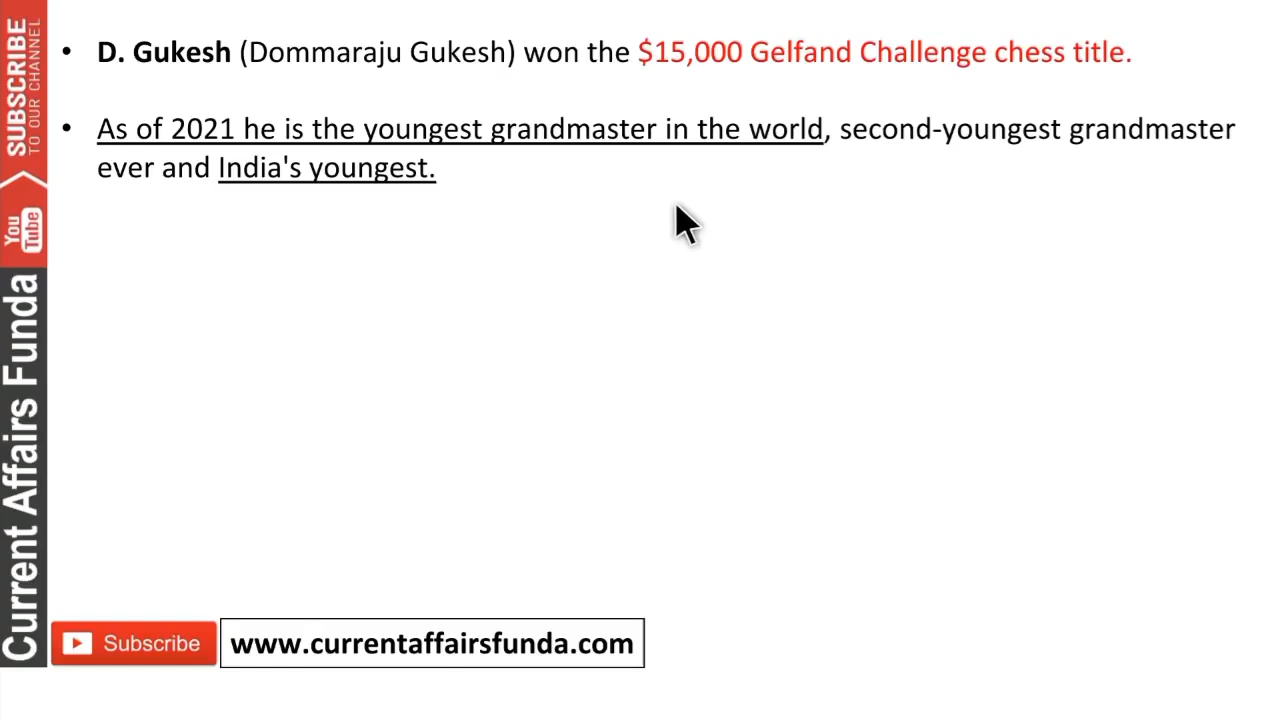 • D. Gukesh (Dommaraju Gukesh) won the $15,000 Gelfand Challenge chess title.
• As of 2021 he is the youngest grandmaster in the world, second-youngest grandmaster
ever and India's youngest.
SUBSCRIBE
TO OUR CHANNEL
You
Tube
Current Affairs Funda
Subscribe
www.currentaffairsfunda.com